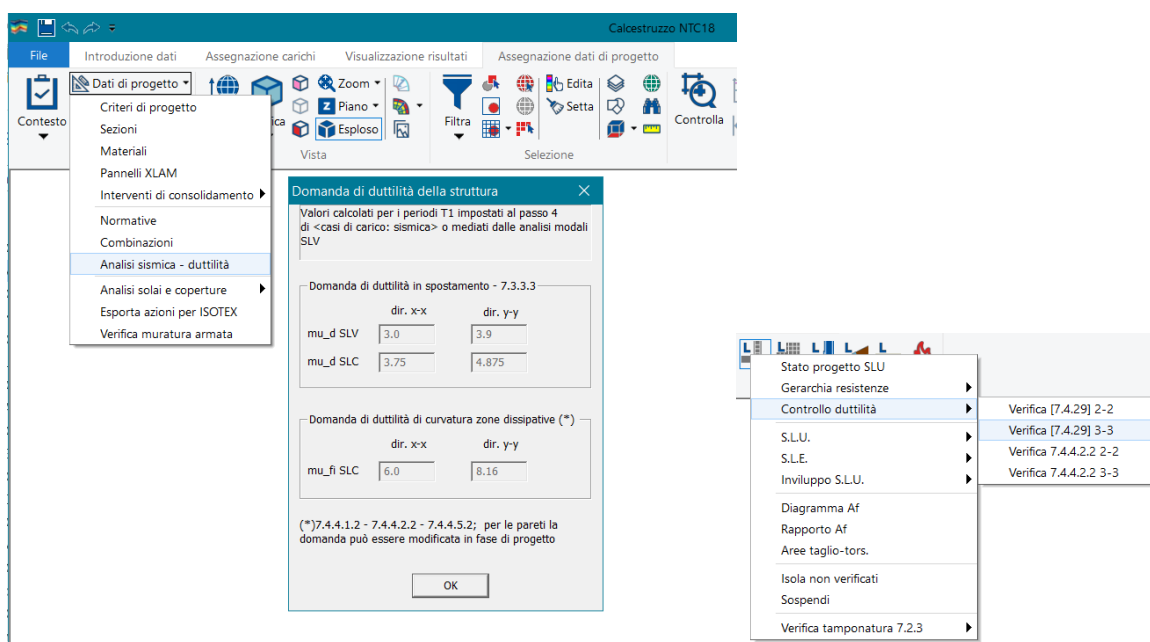 Calcestruzzo NTC18
File
Introduzione dati
Assegnazione carichi
Visualizzazione risultati
Assegnazione dati di progetto
Contesto
Dati di progetto
Zoom
Z Piano
Esploso
Vista
Filtra
Edita
Setta
Selezione
Controlla
Criteri di progetto
Sezioni
Materiali
Pannelli XLAM
Interventi di consolidamento
Normative
Combinazioni
Analisi sismica - duttilità
Analisi solai e coperture
Esporta azioni per ISOTEX
Verifica muratura armata
Domanda di duttilità della struttura
Valori calcolati per i periodi T1 impostati al passo 4
di <casi di carico: sismica> o mediati dalle analisi modali
SLV
Domanda di duttilità in spostamento - 7.3.3.3
dir. x-x dir. y-y
mu_d SLV 3.0 3.9
mu_d SLC 3.75 4.875
Domanda di duttilità di curvatura zone dissipative (*)
dir. x-x dir. y-y
mu_fi SLC 6.0 8.16
(*)7.4.4.1.2 - 7.4.4.2.2 - 7.4.4.5.2; per le pareti la
domanda può essere modificata in fase di progetto
OK
Stato progetto SLU
Gerarchia resistenze
Controllo duttilità
S.L.U.
S.L.E.
Inviluppo S.L.U.
Diagramma Af
Rapporto Af
Aree taglio-tors.
Isola non verificati
Sospendi
Verifica tamponatura 7.2.3
Verifica [7.4.29] 2-2
Verifica [7.4.29] 3-3
Verifica 7.4.4.2.2 2-2
Verifica 7.4.4.2.2 3-3